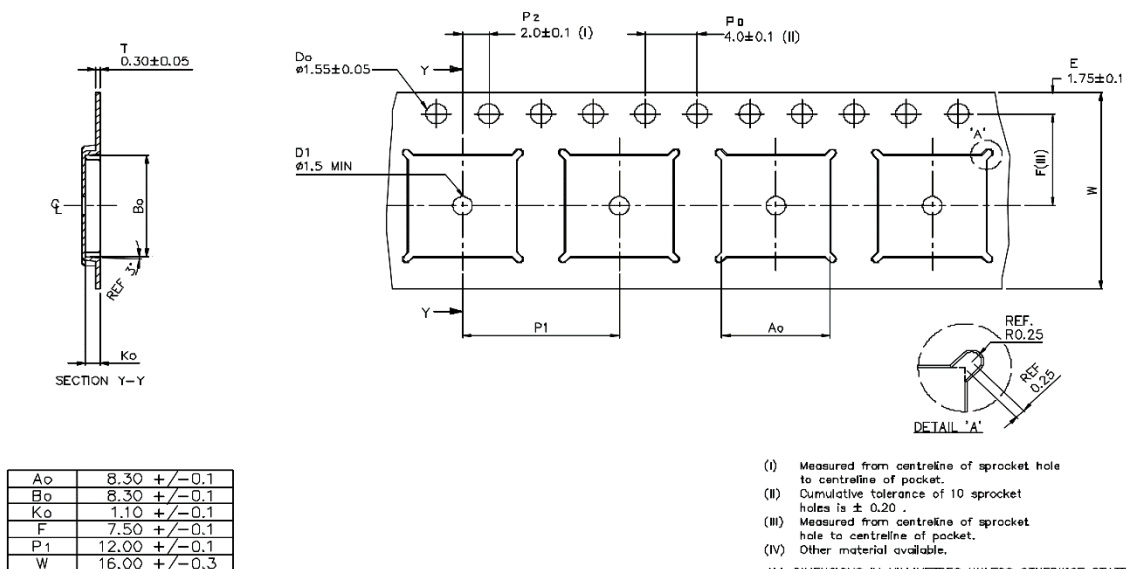 P2
2.0±0.1 (I)
Po
4.0±0.1 (II)
T
0.30±0.05
Do
ø1.55±0.05
Y
E
1.75±0.1
'A'
D1
ø1.5 MIN
F(III)
W
Bo
REF 3°
Y
P1
Ao
Ko
SECTION Y-Y
REF.
R0.25
REF
0.25
DETAIL 'A'
Ao 8.30 +/-0.1
Bo 8.30 +/-0.1
Ko 1.10 +/-0.1
F 7.50 +/-0.1
P1 12.00 +/-0.1
W 16.00 +/-0.3
(I) Measured from centreline of sprocket hole
to centreline of pocket.
(II) Cumulative tolerance of 10 sprocket
holes is ± 0.20 .
(III) Measured from centreline of sprocket
hole to centreline of pocket.
(IV) Other material available.